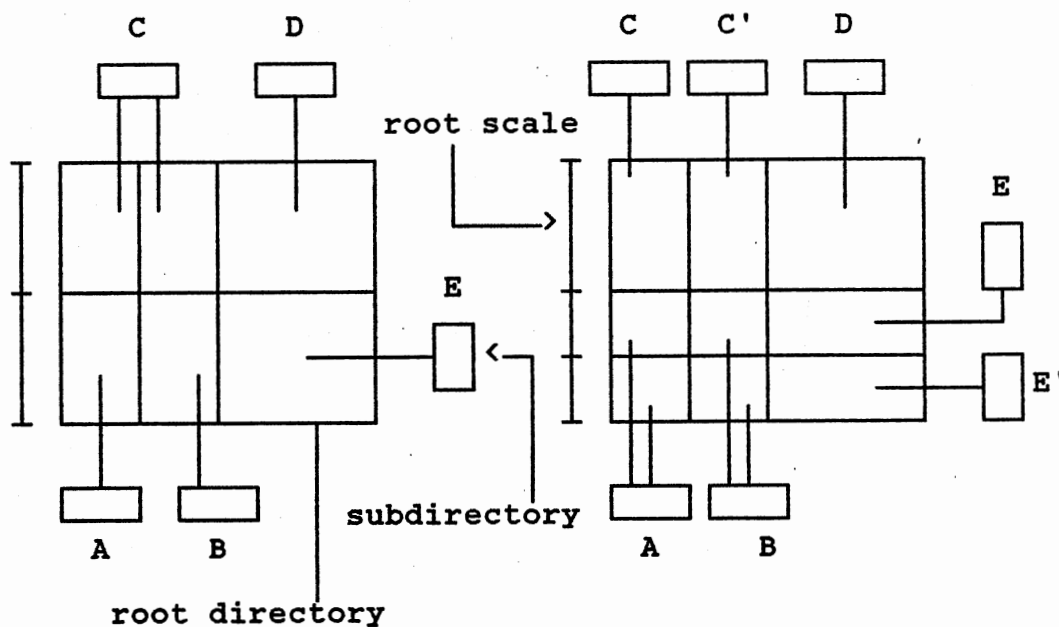 C D C C' D
root scale
E
E
E'
subdirectory
A B A B
root directory